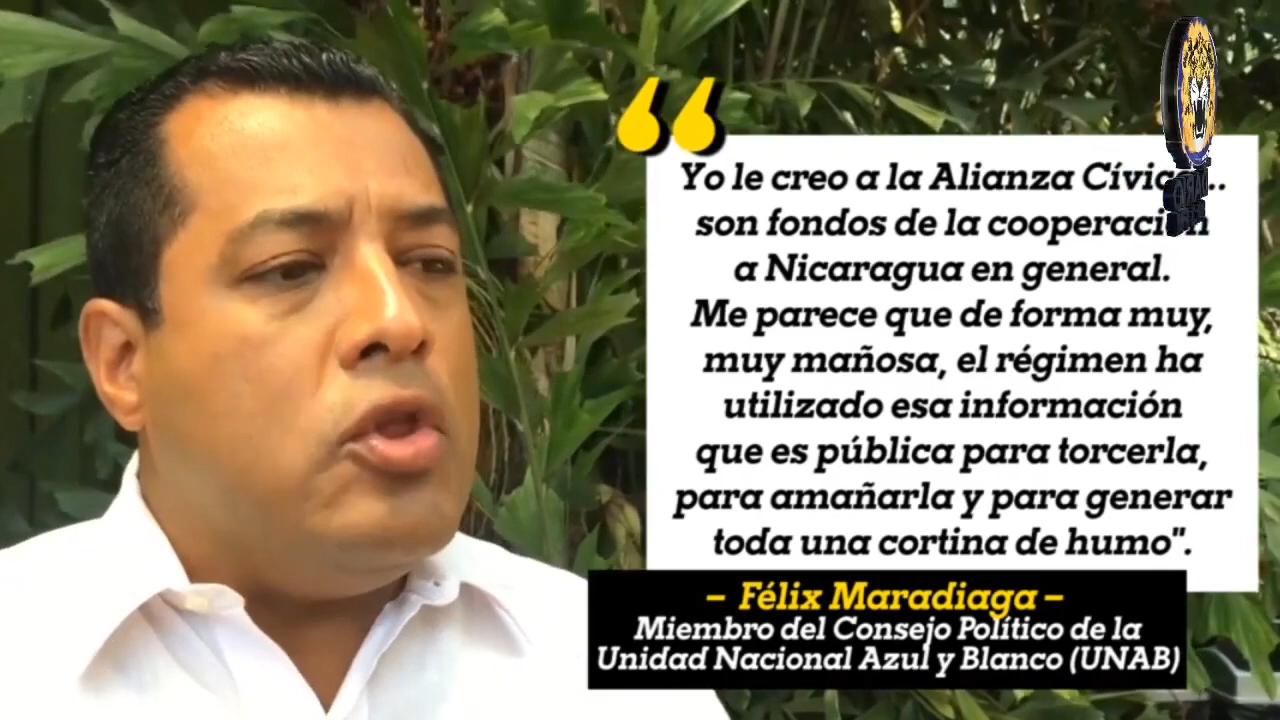 “
Yo le creo a la Alianza
son fondos de la
a Nicaragua en general.
Me parece que de forma muy,
muy mañosa, el régimen ha
utilizado esa información
que es pública para torcerla,
para amañarla y para generar
toda una cortina de humo".
– Félix Maradiaga –
Miembro del Consejo Político de la
Unidad Nacional Azul y Blanco (UNAB)